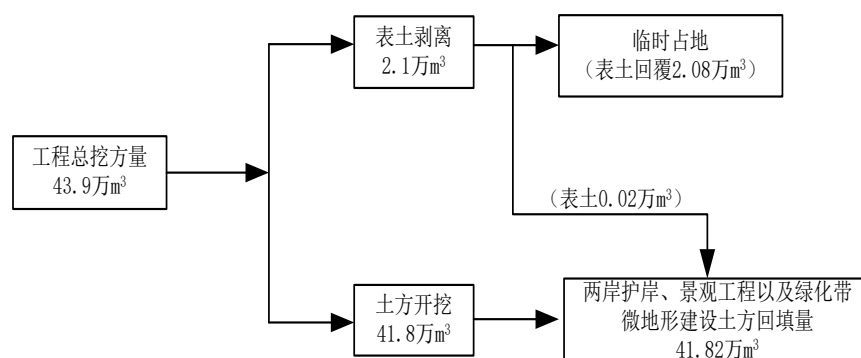 表土剥离
2.1万m³
临时占地
（表土回覆2.08万m³）
工程总挖方量
43.9万m³
（表土0.02万m³）
土方开挖
41.8万m³
两岸护岸、景观工程以及绿化带
微地形建设土方回填量
41.82万m³